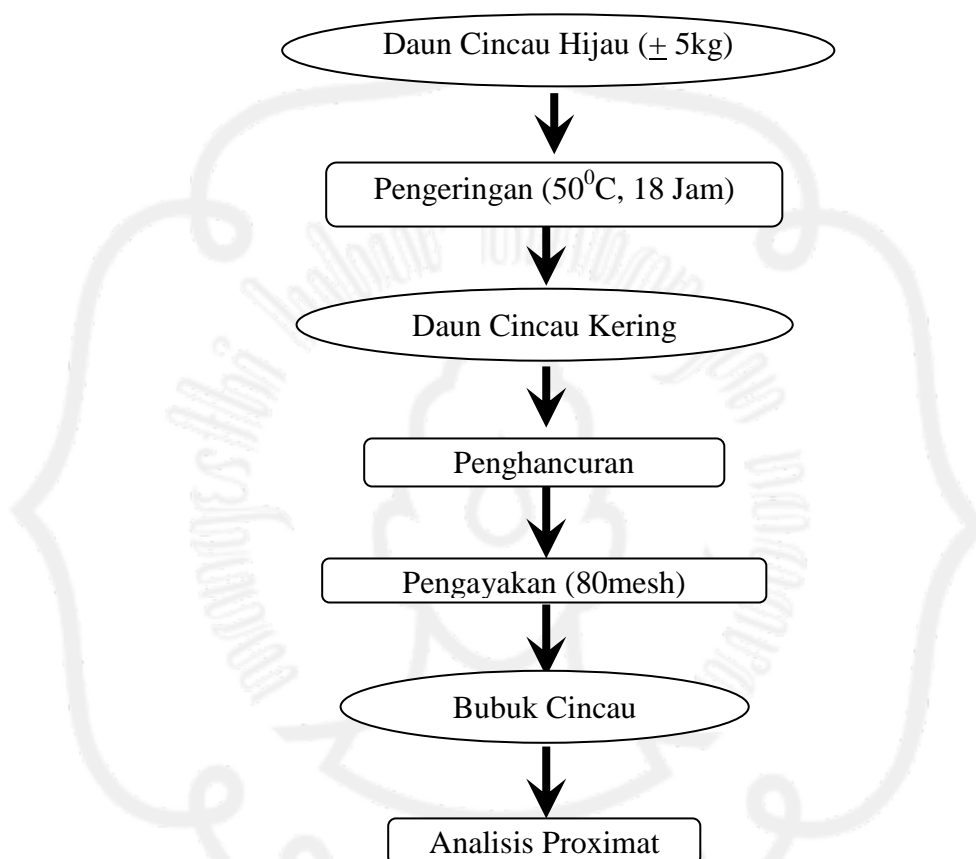 Daun Cincau Hijau (± 5kg)
Pengeringan (50⁰C, 18 Jam)
Daun Cincau Kering
Penghancuran
Pengayakan (80mesh)
Bubuk Cincau
Analisis Proximat